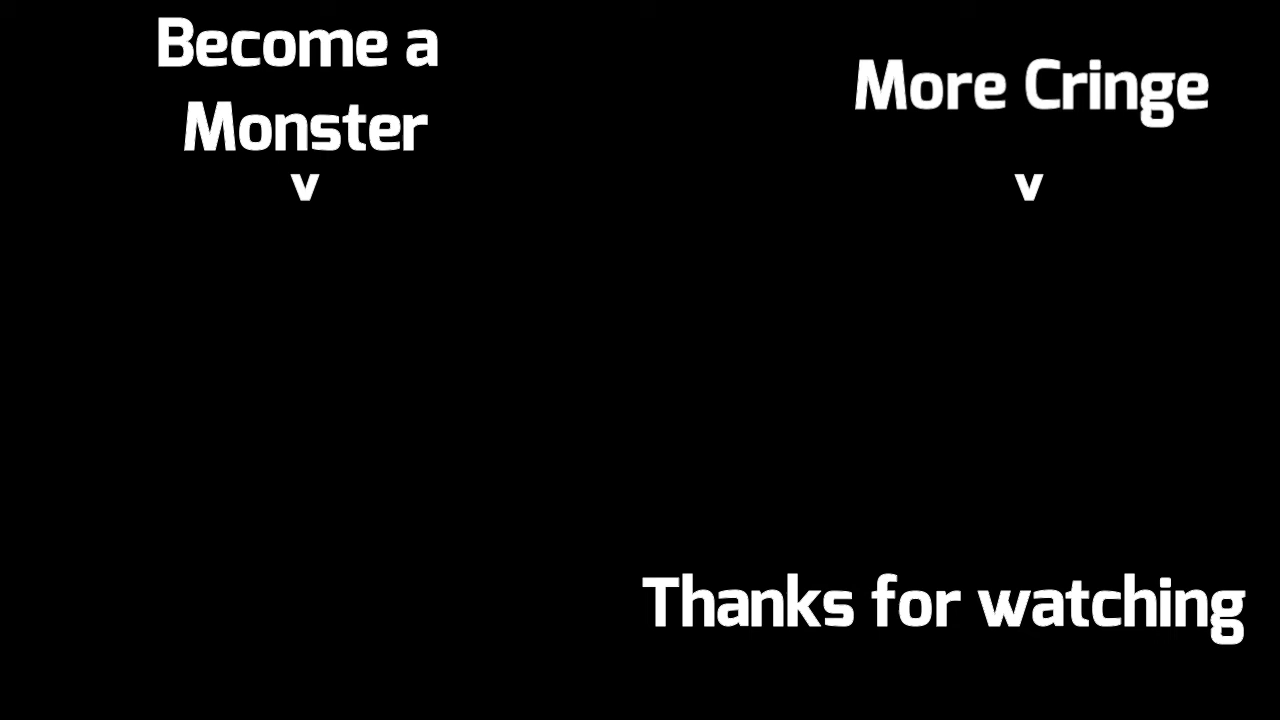 Become a
Monster
v
More Cringe
v
Thanks for watching